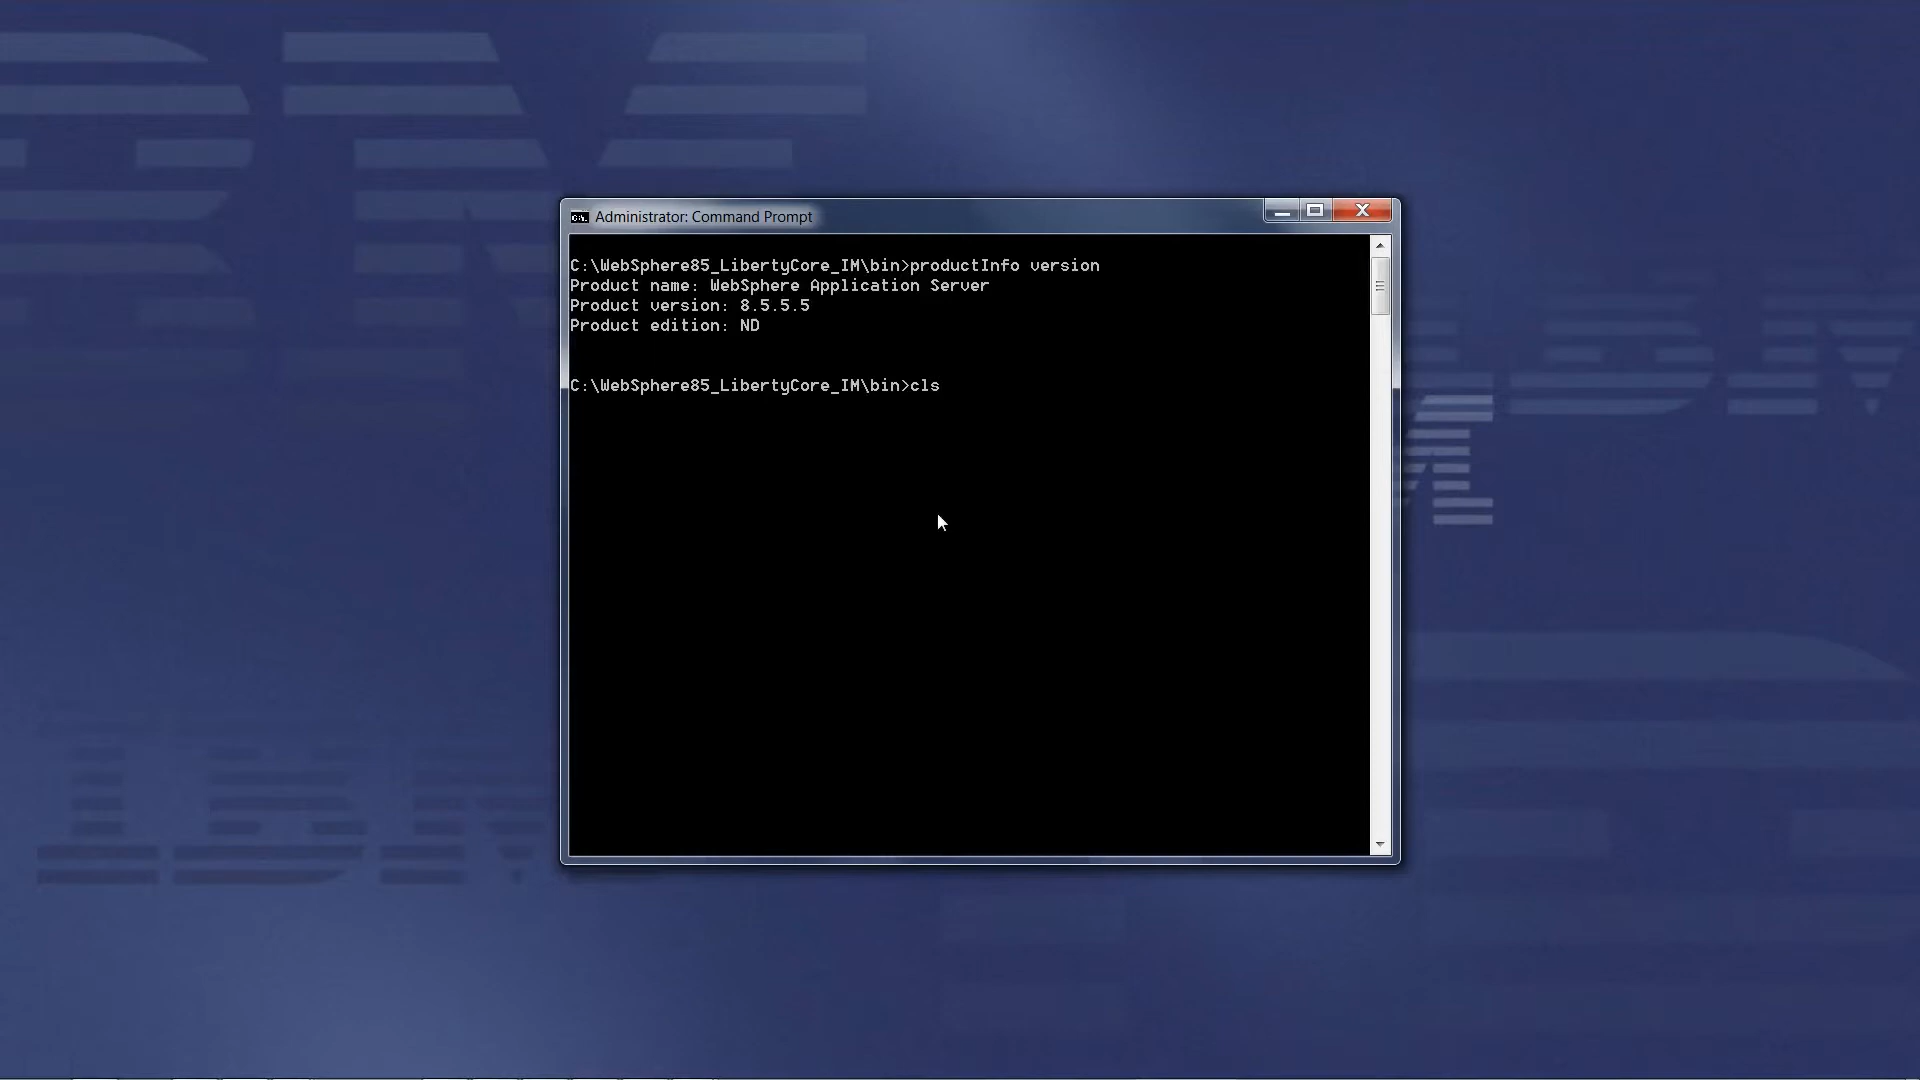 Administrator: Command Prompt
C:\WebSphere85_LibertyCore_IM\bin>productInfo version
Product name: WebSphere Application Server
Product version: 8.5.5.5
Product edition: ND
C:\WebSphere85_LibertyCore_IM\bin>cls